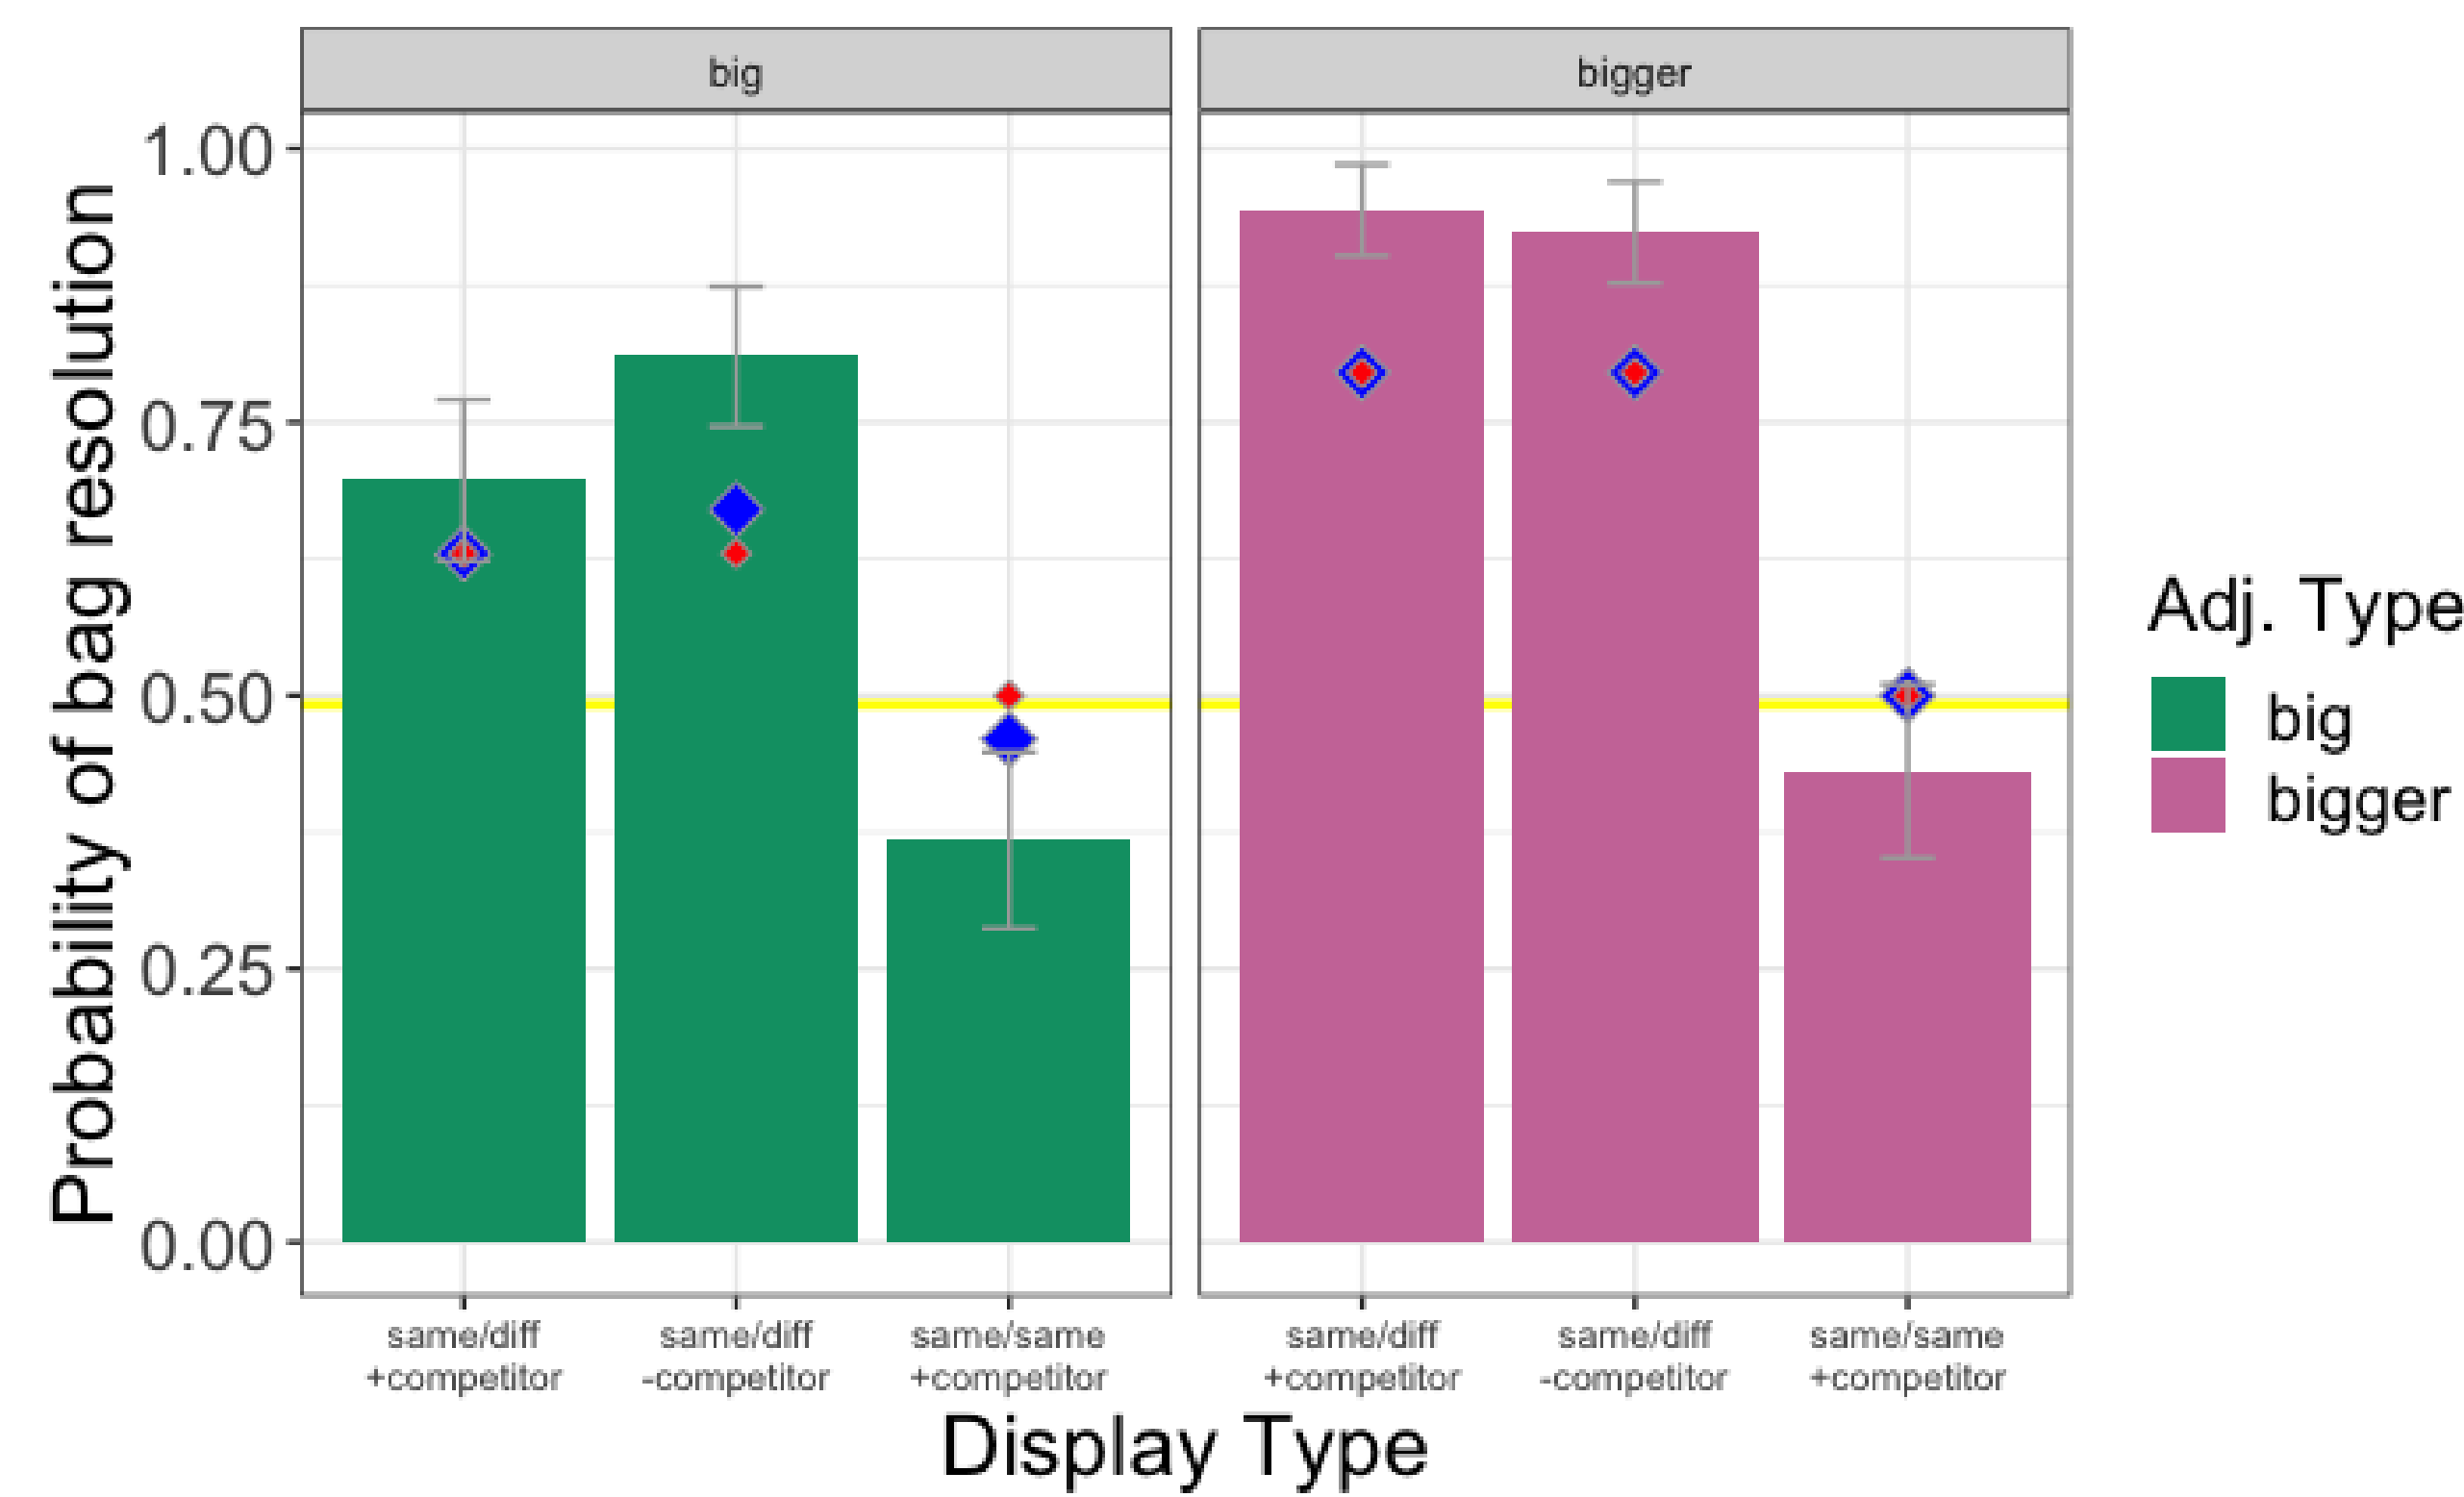 big
bigger
Probability of bag resolution
1.00
0.75
0.50
0.25
0.00
same/diff
+competitor
same/diff
-competitor
same/same
+competitor
same/diff
+competitor
same/diff
-competitor
same/same
+competitor
Display Type
Adj. Type
big
bigger